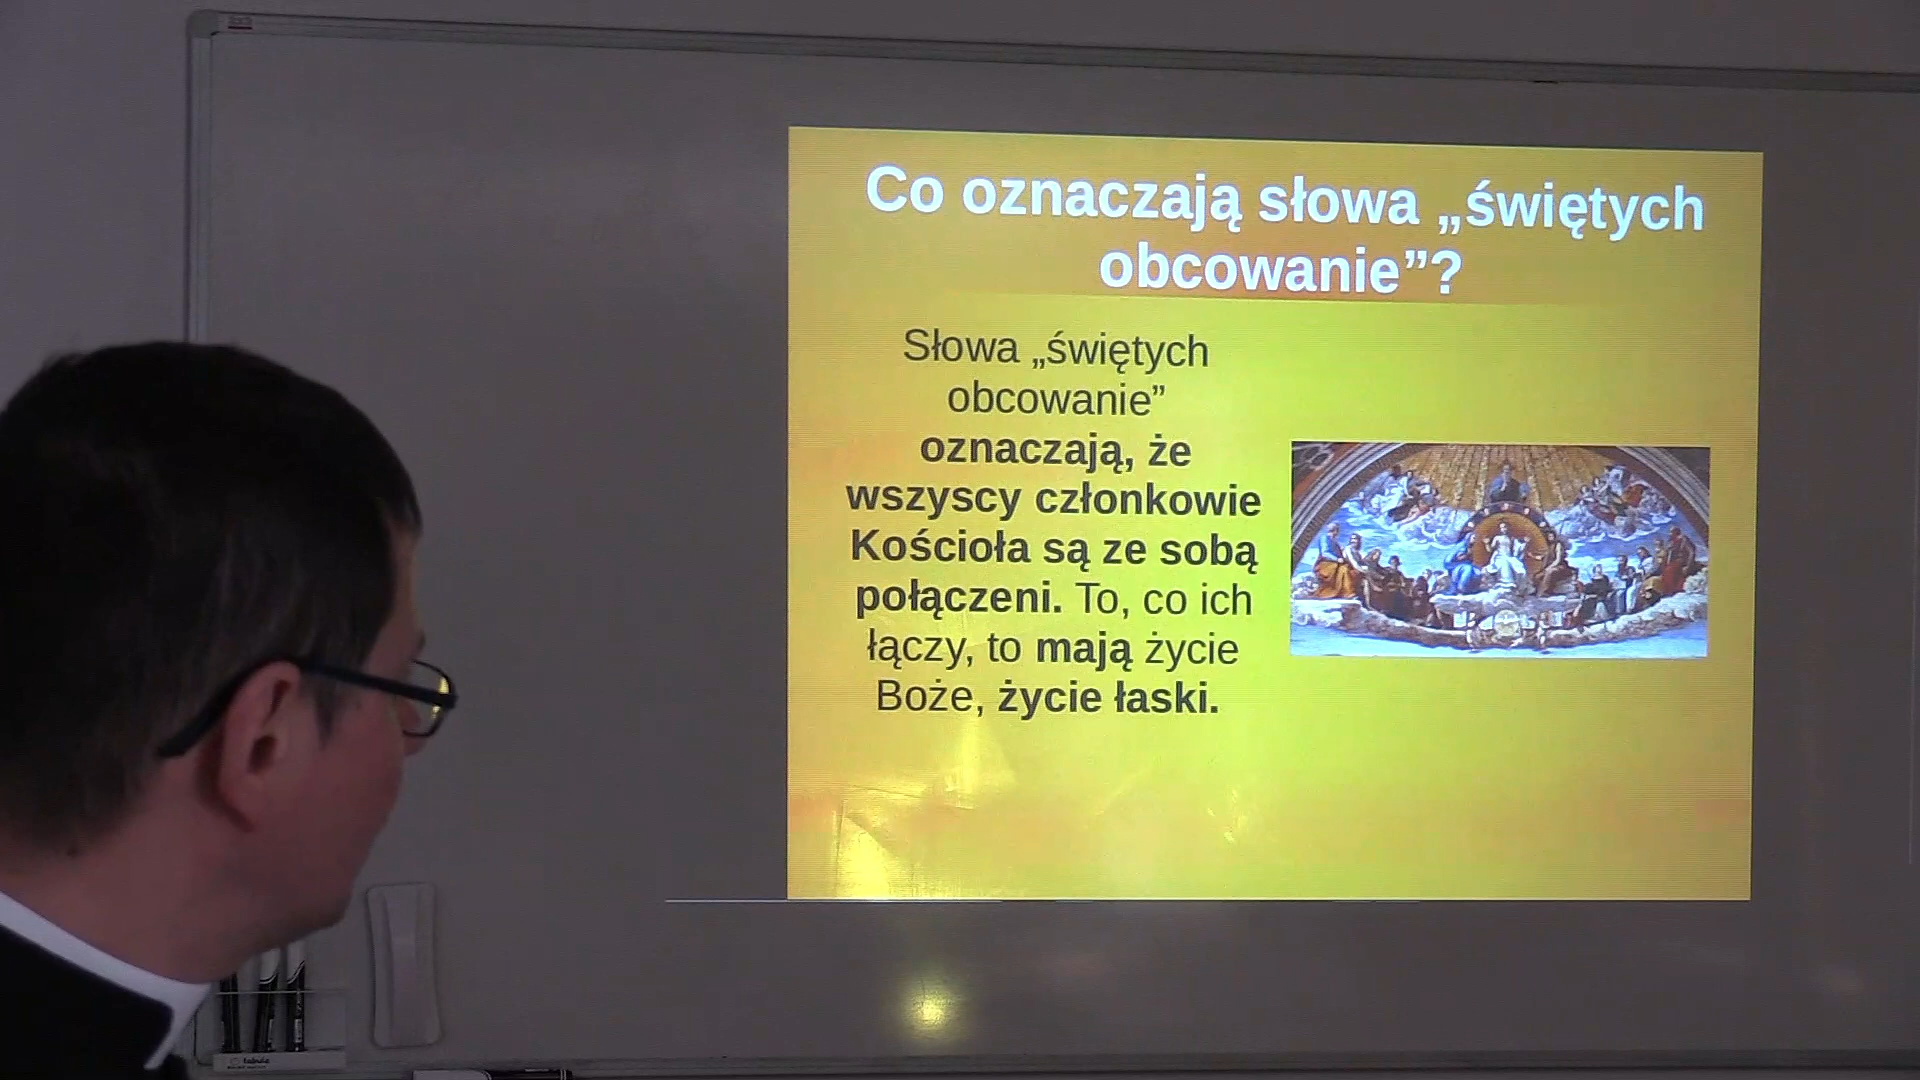 Co oznaczają słowa „świętych
obcowanie”?
Słowa „świętych
obcowanie”
oznaczają, że
wszyscy członkowie
Kościoła są ze sobą
połączeni. To, co ich
łączy, to mają życie
Boże, życie łaski.